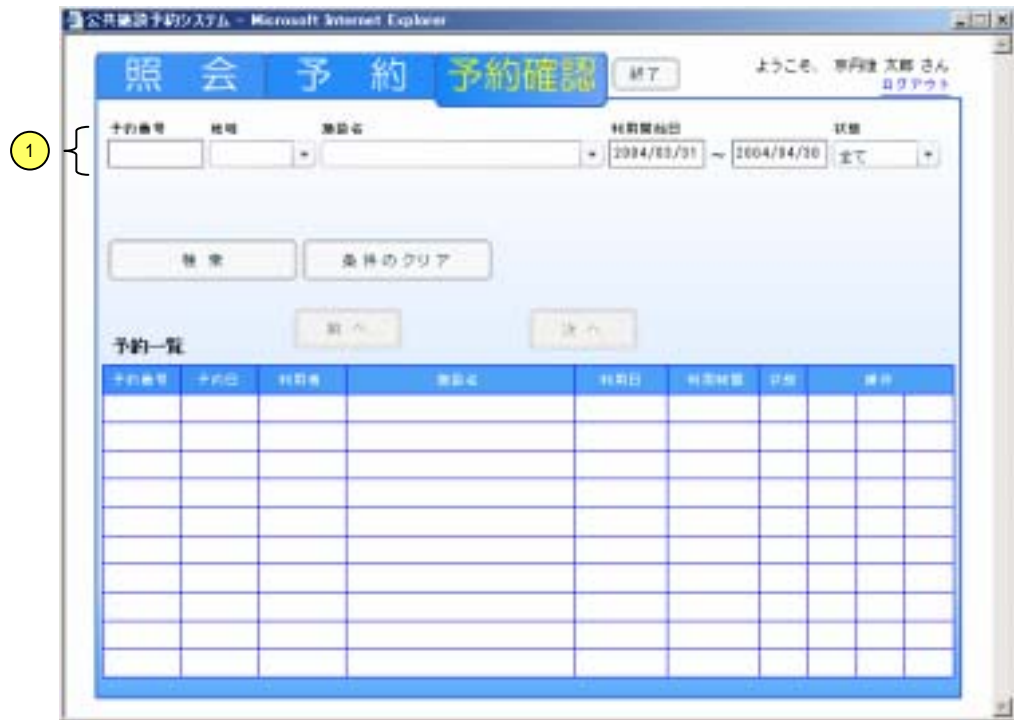 公共施設予約システム - Microsoft Internet Explorer
照 会 予 約 予約確認 終了
ようこそ、 太郎 さん
ログアウト
予約番号 地域 施設名 利用開始日 状態
1
2004/03/31 ~ 2004/04/30 全て
検 索 条件のクリア
前 へ 次 へ
予約一覧
予約番号 予約日 利用者 施設名 利用日 利用時間 状態 操作